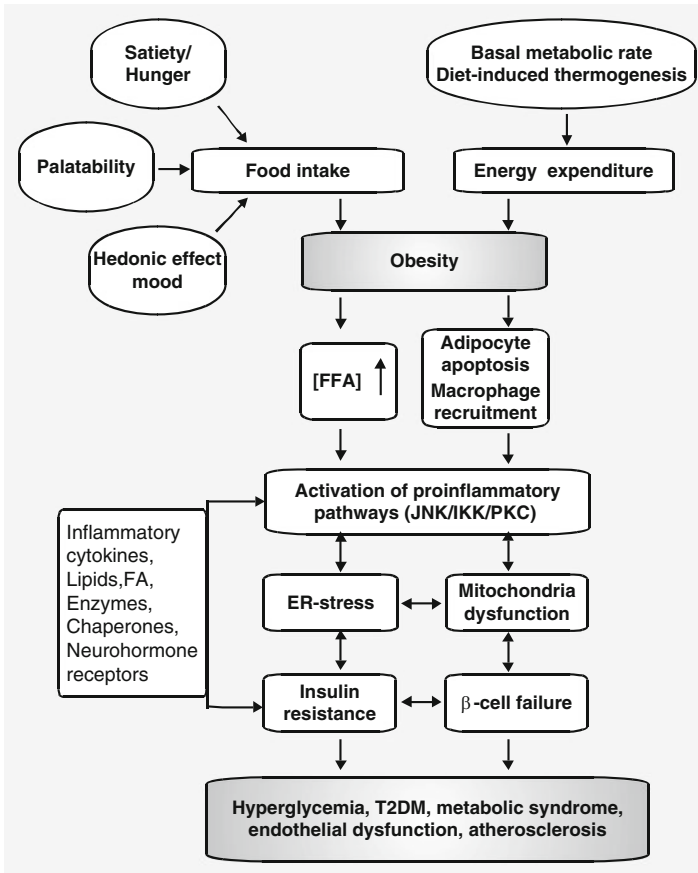 Satiety/
Hunger
Basal metabolic rate
Diet-induced thermogenesis
Palatability
Food intake
Energy expenditure
Hedonic effect
mood
Obesity
[FFA]
Adipocyte
apoptosis
Macrophage
recruitment
Activation of proinflammatory
pathways (JNK/IKK/PKC)
Inflammatory
cytokines,
Lipids,FA,
Enzymes,
Chaperones,
Neurohormone
receptors
ER-stress
Mitochondria
dysfunction
Insulin
resistance
β-cell failure
Hyperglycemia, T2DM, metabolic syndrome,
endothelial dysfunction, atherosclerosis